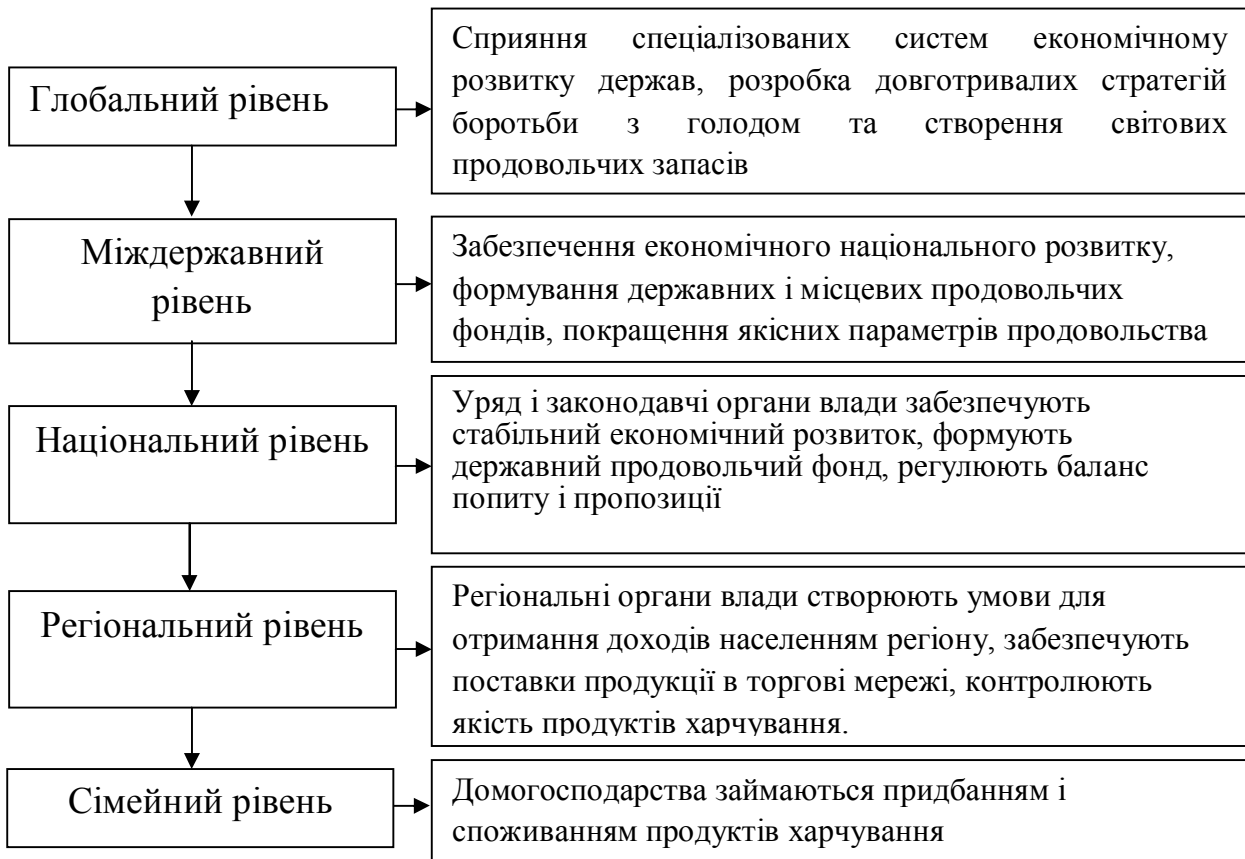 Глобальний рівень
Сприяння спеціалізованих систем економічному
розвитку держав, розробка довготривалих стратегій
боротьби з голодом та створення світових
продовольчих запасів
Міждержавний
рівень
Забезпечення економічного національного розвитку,
формування державних і місцевих продовольчих
фондів, покращення якісних параметрів продовольства
Національний рівень
Уряд і законодавчі органи влади забезпечують
стабільний економічний розвиток, формують
державний продовольчий фонд, регулюють баланс
попиту і пропозиції
Регіональний рівень
Регіональні органи влади створюють умови для
отримання доходів населенням регіону, забезпечують
поставки продукції в торгові мережі, контролюють
якість продуктів харчування.
Сімейний рівень
Домогосподарства займаються придбанням і
споживанням продуктів харчування